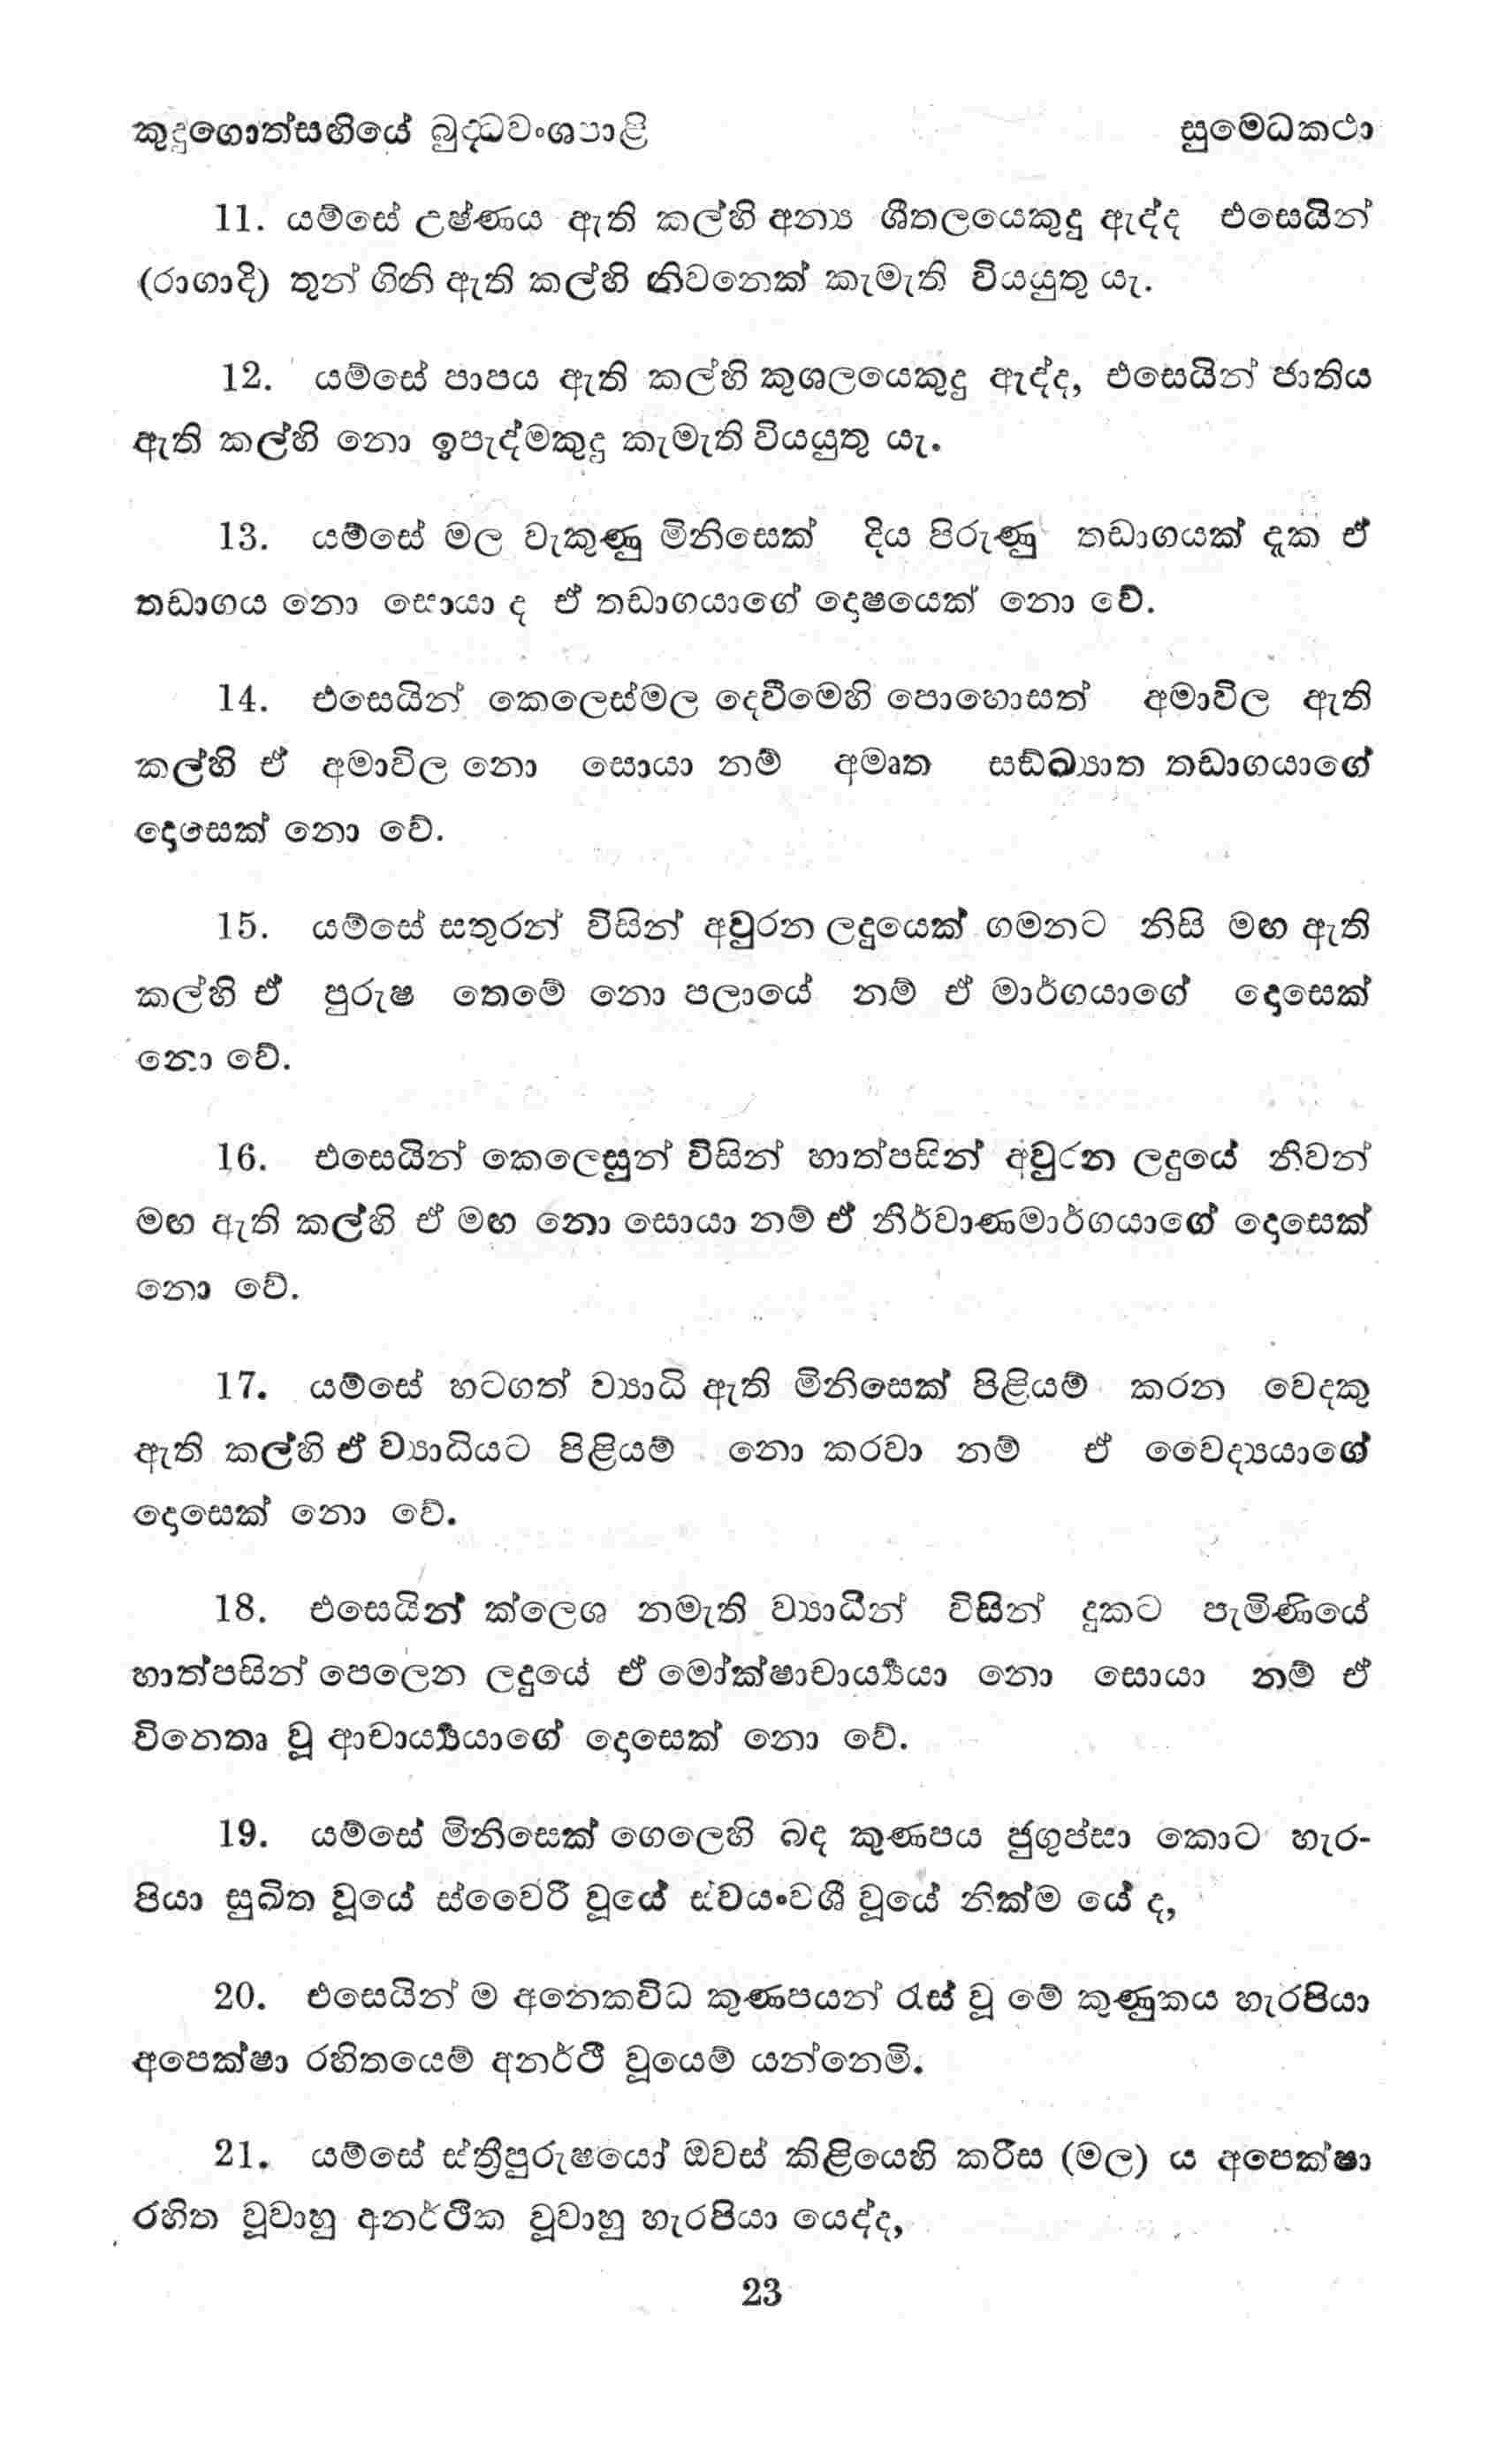 කුදුගොත්සඟියේ බුද්ධවංශපාළි සුමෙධකථා
11. යම්සේ උෂ්ණය ඇති කල්හි අන්‍ය ශීතලයෙකුදු ඇද්ද එසෙයින්
(රාගාදි) තුන් ගිනි ඇති කල්හි නිවනෙක් කැමැති වියයුතු යැ.
12. යම්සේ පාපය ඇති කල්හි කුශලයෙකුදු ඇද්ද, එසෙයින් ජාතිය
ඇති කල්හි නො ඉපැද්මකුදු කැමැති වියයුතු යැ.
13. යම්සේ මල වැකුණු මිනිසෙක් දිය පිරුණු තඩාගයක් දැක ඒ
තඩාගය නො සොයා ද ඒ තඩාගයාගේ දොෂයෙක් නො වේ.
14. එසෙයින් කෙලෙස්මල දෙවීමෙහි පොහොසත් අමාවිල ඇති
කල්හි ඒ අමාවිල නො සොයා නම් අමෘත සඞ්ඛ්‍යාත තඩාගයාගේ
දොසෙක් නො වේ.
15. යම්සේ සතුරන් විසින් අවුරන ලදුයෙක් ගමනට නිසි මඟ ඇති
කල්හි ඒ පුරුෂ තෙමේ නො පලායේ නම් ඒ මාර්ගයාගේ දොසෙක්
නො වේ.
16. එසෙයින් කෙලෙසුන් විසින් හාත්පසින් අවුරන ලදුයේ නිවන්
මඟ ඇති කල්හි ඒ මඟ නො සොයා නම් ඒ නිර්වාණමාර්ගයාගේ දොසෙක්
නො වේ.
17. යම්සේ හටගත් ව්‍යාධි ඇති මිනිසෙක් පිළියම් කරන වෙදකු
ඇති කල්හි ඒ ව්‍යාධියට පිළියම් නො කරවා නම් ඒ වෛද්‍යයාගේ
දොසෙක් නො වේ.
18. එසෙයින් ක්ලෙශ නමැති ව්‍යාධීන් විසින් දුකට පැමිණියේ
හාත්පසින් පෙලෙන ලදුයේ ඒ මෝක්ෂාචාර්‍ය්‍යයා නො සොයා නම් ඒ
විනෙතෘ වූ ආචාර්‍ය්‍යයාගේ දොසෙක් නො වේ.
19. යම්සේ මිනිසෙක් ගෙලෙහි බඳ කුණපය ජුගුප්සා කොට හැර-
පියා සුඛිත වූයේ ස්වෛරී වූයේ ස්වයංවශී වූයේ නික්ම යේ ද,
20. එසෙයින් ම අනෙකවිධ කුණපයන් රැස් වූ මේ කුණුකය හැරපියා
අපෙක්ෂා රහිතයෙම් අනර්ථී වූයෙම් යන්නෙමි.
21. යම්සේ ස්ත්‍රීපුරුෂයෝ ඔවස් කිළියෙහි කරීස (මල) ය අපෙක්ෂා
රහිත වූවාහු අනර්ථික වූවාහු හැරපියා යෙද්ද,
23